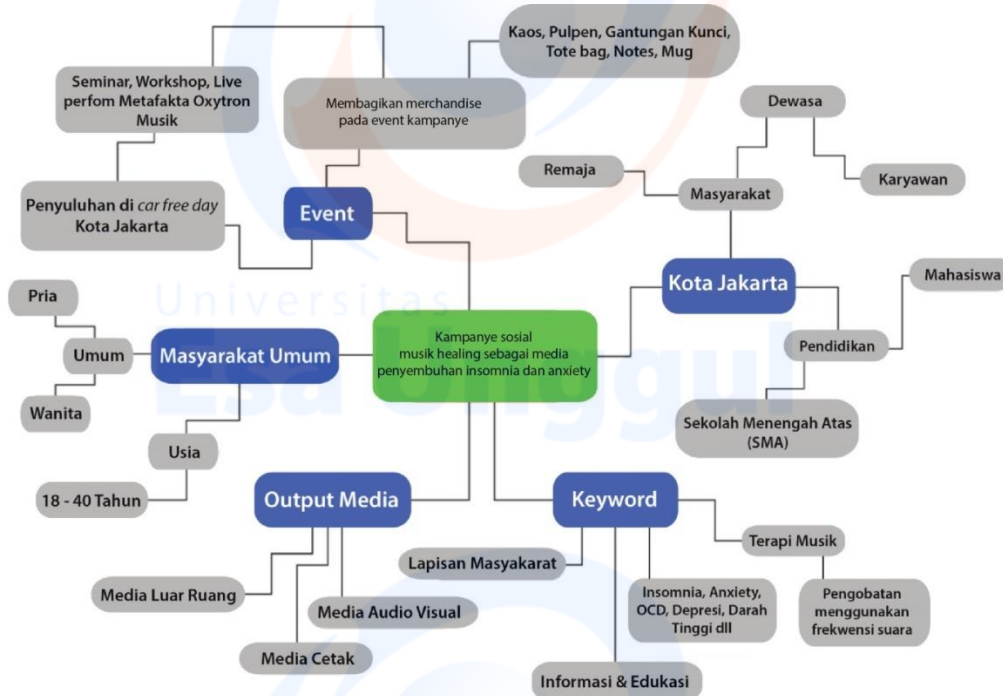 Kaos, Pulpen, Gantungan Kunci,
Tote bag, Notes, Mug
Seminar, Workshop, Live
perfom Metafakta Oxytron
Musik
Membagikan merchandise
pada event kampanye
Dewasa
Remaja
Masyarakat
Karyawan
Penyuluhan di car free day
Kota Jakarta
Event
Kota Jakarta
Mahasiswa
Pria
Universitas
Esa Unggul
Umum
Masyarakat Umum
Kampanye sosial
musik healing sebagai media
penyembuhan insomnia dan anxiety
Pendidikan
Wanita
Sekolah Menengah Atas
(SMA)
Usia
18 - 40 Tahun
Output Media
Keyword
Terapi Musik
Lapisan Masyakarat
Media Luar Ruang
Media Audio Visual
Insomnia, Anxiety,
OCD, Depresi, Darah
Tinggi dll
Pengobatan
menggunakan
frekwensi suara
Media Cetak
Informasi & Edukasi